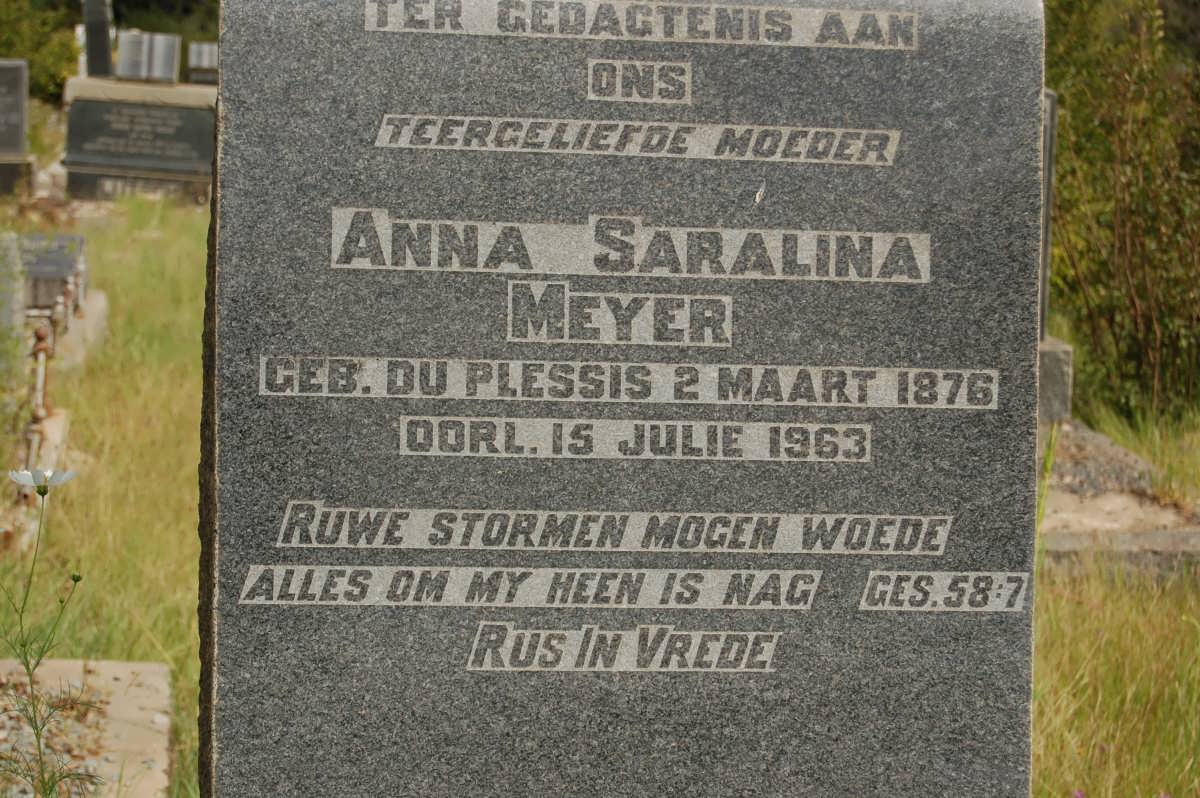 TER GEDAGTENIS AAN
ONS
TEERGELIEFDE MOEDER
ANNA SARALINA
MEYER
GEB. DU PLESSIS 2 MAART 1876
OORL. 15 JULIE 1963
RUWE STORMEN MOGEN WOEDE
ALLES OM MY HEEN IS NAG GES. 58:7
RUS IN VREDE